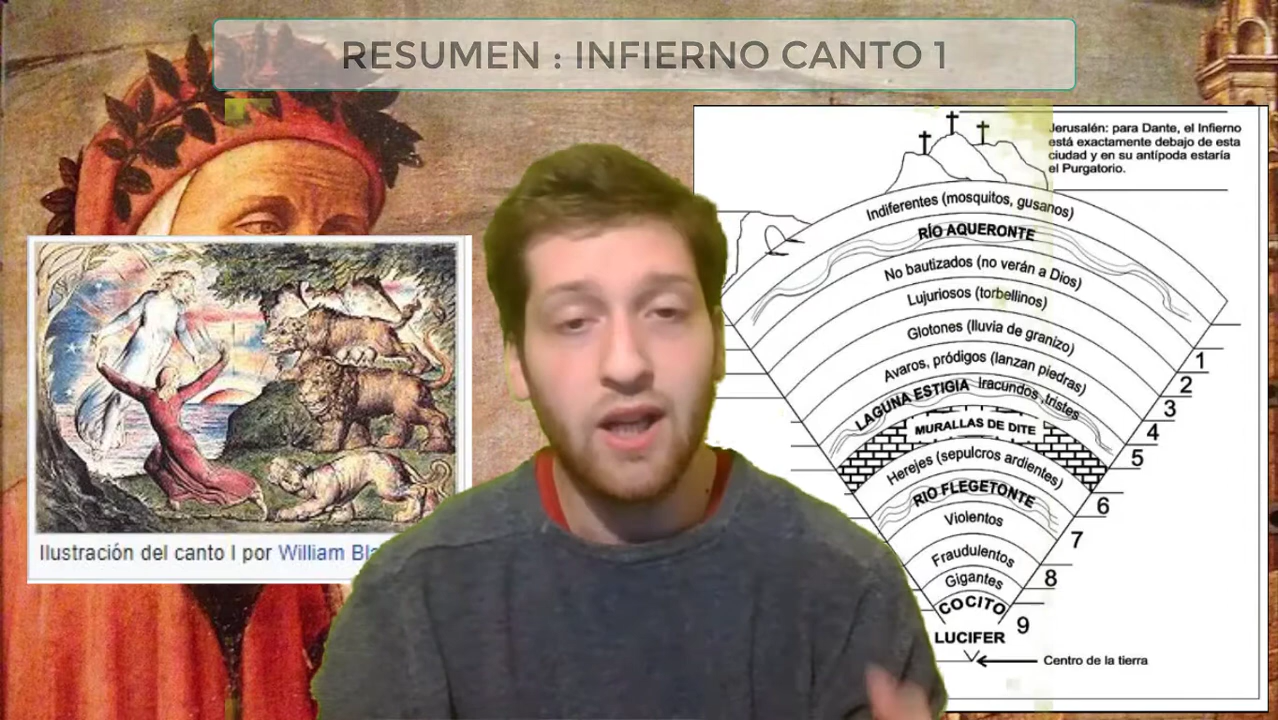 RESUMEN : INFIERNO CANTO 1
Jerusalén: para Dante, el Infierno
está exactamente debajo de esta
ciudad y en su antípoda estaría
el Purgatorio.
Indiferentes (mosquitos, gusanos)
RÍO AQUERONTE
No bautizados (no verán a Dios)
Lujuriosos (torbellinos)
Glotones (lluvia de granizo)
Avaros, pródigos (lanzan piedras)
LAGUNA ESTIGIA Iracundos ,tristes
MURALLAS DE DITE
Herejes (sepulcros ardientes)
RIO FLEGETONTE
Violentos
Fraudulentos
Gigantes
COCITO
LUCIFER
1
2
3
4
5
6
7
8
9
Centro de la tierra
Ilustración del canto I por William